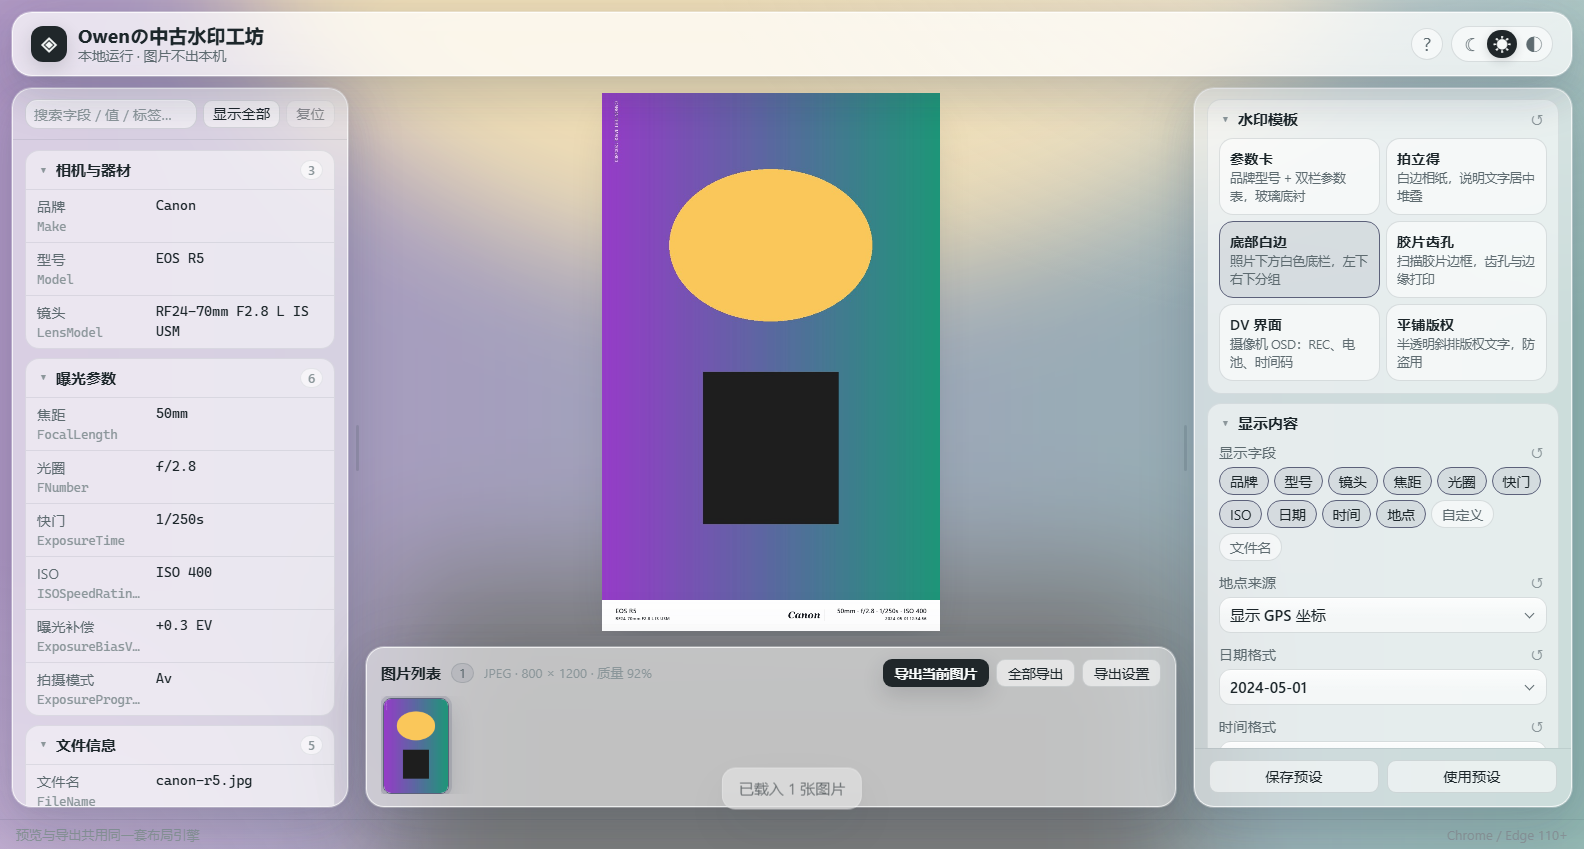 Owenの中古水印工坊
本地运行 · 图片不出本机
?
搜索字段 / 值 / 标签...
显示全部
复位
相机与器材
3
品牌
Canon
Make
型号
EOS R5
Model
镜头
RF24-70mm F2.8 L IS
USM
LensModel
曝光参数
6
焦距
50mm
FocalLength
光圈
f/2.8
FNumber
快门
1/250s
ExposureTime
ISO
ISO 400
ISOSpeedRatin…
曝光补偿
+0.3 EV
ExposureBiasV…
拍摄模式
Av
ExposureProgr…
文件信息
5
文件名
canon-r5.jpg
FileName
EOS R5
RF24-70mm F2.8 L IS USM
Canon
50mm · f/2.8 · 1/250s · ISO 400
图片列表
1
JPEG · 800 × 1200 · 质量 92%
导出当前图片
全部导出
导出设置
已载入 1 张图片
水印模板
参数卡
品牌型号 + 双栏参数
表，玻璃底衬
拍立得
白边相纸，说明文字居中
堆叠
底部白边
照片下方白色底栏，左下
右下分组
胶片齿孔
扫描胶片边框，齿孔与边
缘打印
DV 界面
摄像机 OSD：REC、电
池、时间码
平铺版权
半透明斜排版权文字，防
盗用
显示内容
显示字段
品牌
型号
镜头
焦距
光圈
快门
ISO
日期
时间
地点
自定义
文件名
地点来源
显示 GPS 坐标
日期格式
2024-05-01
时间格式
保存预设
使用预设
预览与导出共用同一套布局引擎
Chrome / Edge 110+